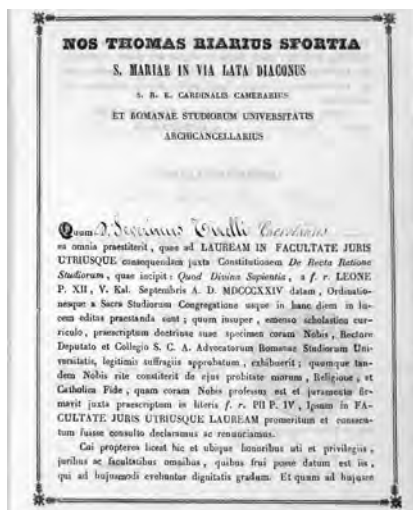 NOS THOMAS RIARIUS SFORTIA
S. MARIAE IN VIA LATA DIACONUS
S. R. E. CARDINALIS CAMERARIUS
ET ROMANAE STUDIORUM UNIVERSITATIS
ARCHICANCELLARIUS
Quum D. Severinus
ea omnia praestiterit, quae ad LAUREAM IN FACULTATE JURIS
UTRIUSQUE consequendam juxta Constitutionem De Recta Ratione
Studiorum, quae incipit: Quod Divina Sapientia, a f. r. LEONE
P. XII, V. Kal. Septembris A. D. MDCCCXXIV datam, Ordinatio-
nesque a Sacra Studiorum Congregatione usque in hanc diem in lu-
cem editas praestanda sunt; quum insuper, emenso scholastico cur-
riculo, praescriptum doctrinae suae specimen coram Nobis, Rectore
Deputato et Collegio S. C. A. Advocatorum Romanae Studiorum Uni-
versitatis, legitimis suffragiis approbatum, exhibuerit; quumque tan-
dem Nobis rite constiterit de ejus probitate morum, Religione, et
Catholica Fide, quam coram Nobis professus est et juramento fir-
mavit juxta praescriptum in literis f. r. PII P. IV, Ipsum in FA-
CULTATE JURIS UTRIUSQUE LAUREAM promeritum et consecu-
tum fuisse consulto declaramus ac renunciamus.
Cui propterea licet hic et ubique honoribus uti et privilegiis,
juribus ac facultatibus omnibus, quibus frui posse datum est iis,
qui ad hujusmodi evehuntur dignitatis gradum. Et quum ad hujusce